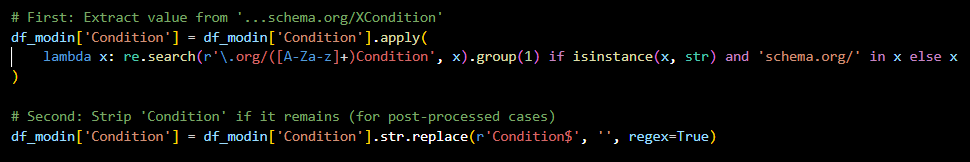 # First: Extract value from '...schema.org/XCondition'
df_modin['Condition'] = df_modin['Condition'].apply(
    lambda x: re.search(r'\.org/([A-Za-z]+)Condition', x).group(1) if isinstance(x, str) and 'schema.org/' in x else x
)
# Second: Strip 'Condition' if it remains (for post-processed cases)
df_modin['Condition'] = df_modin['Condition'].str.replace(r'Condition$', '', regex=True)